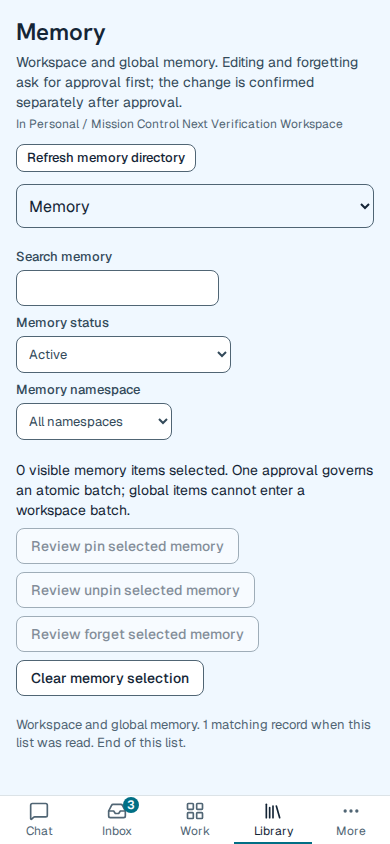 Memory
Workspace and global memory. Editing and forgetting
ask for approval first; the change is confirmed
separately after approval.
In Personal / Mission Control Next Verification Workspace
Refresh memory directory
Memory
Search memory
Memory status
Active
Memory namespace
All namespaces
0 visible memory items selected. One approval governs
an atomic batch; global items cannot enter a
workspace batch.
Review pin selected memory
Review unpin selected memory
Review forget selected memory
Clear memory selection
Workspace and global memory. 1 matching record when this
list was read. End of this list.
3
Chat Inbox Work Library More